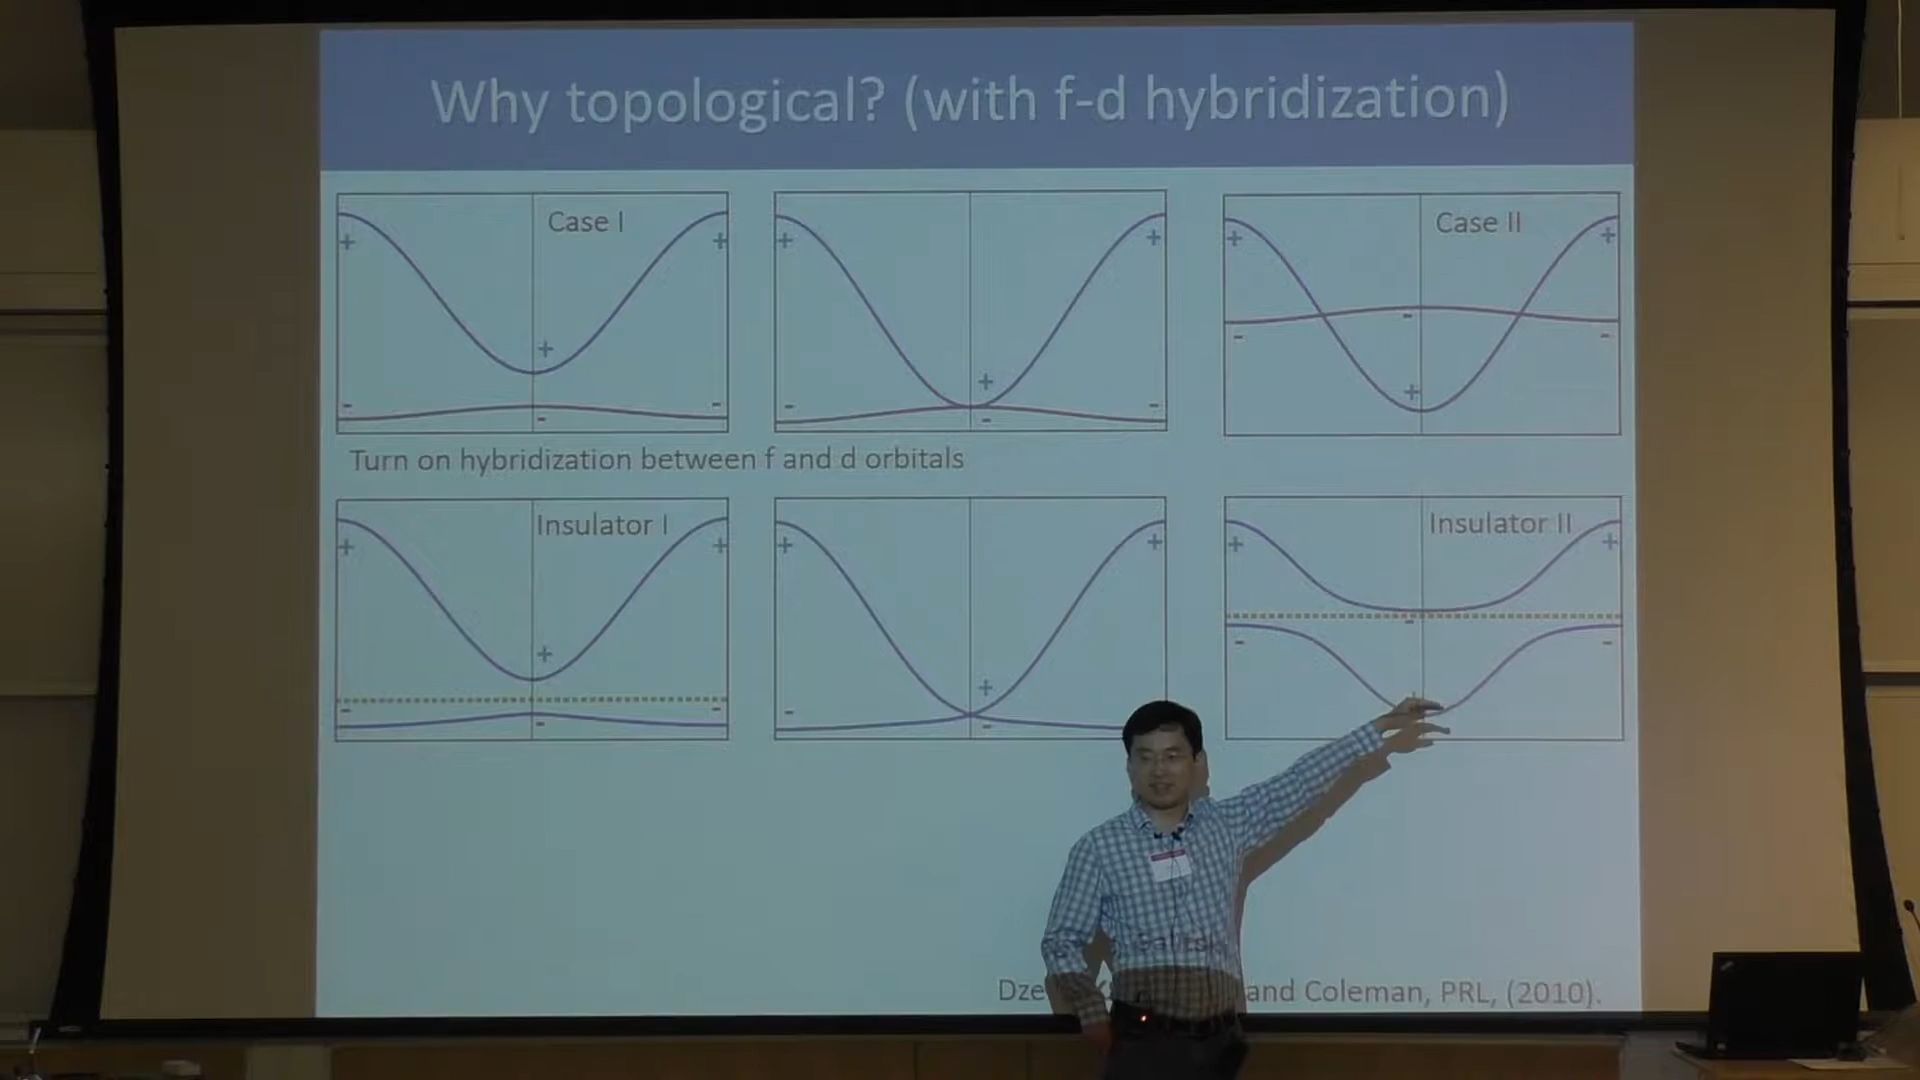 Why topological? (with f-d hybridization)
Case I
Case II
+ + + + + +
+ + +
- - - - - -
- - -
Turn on hybridization between f and d orbitals
Insulator I
Insulator II
+ + + + + +
+ + +
- - - - -
- - -
and Coleman, PRL, (2010).